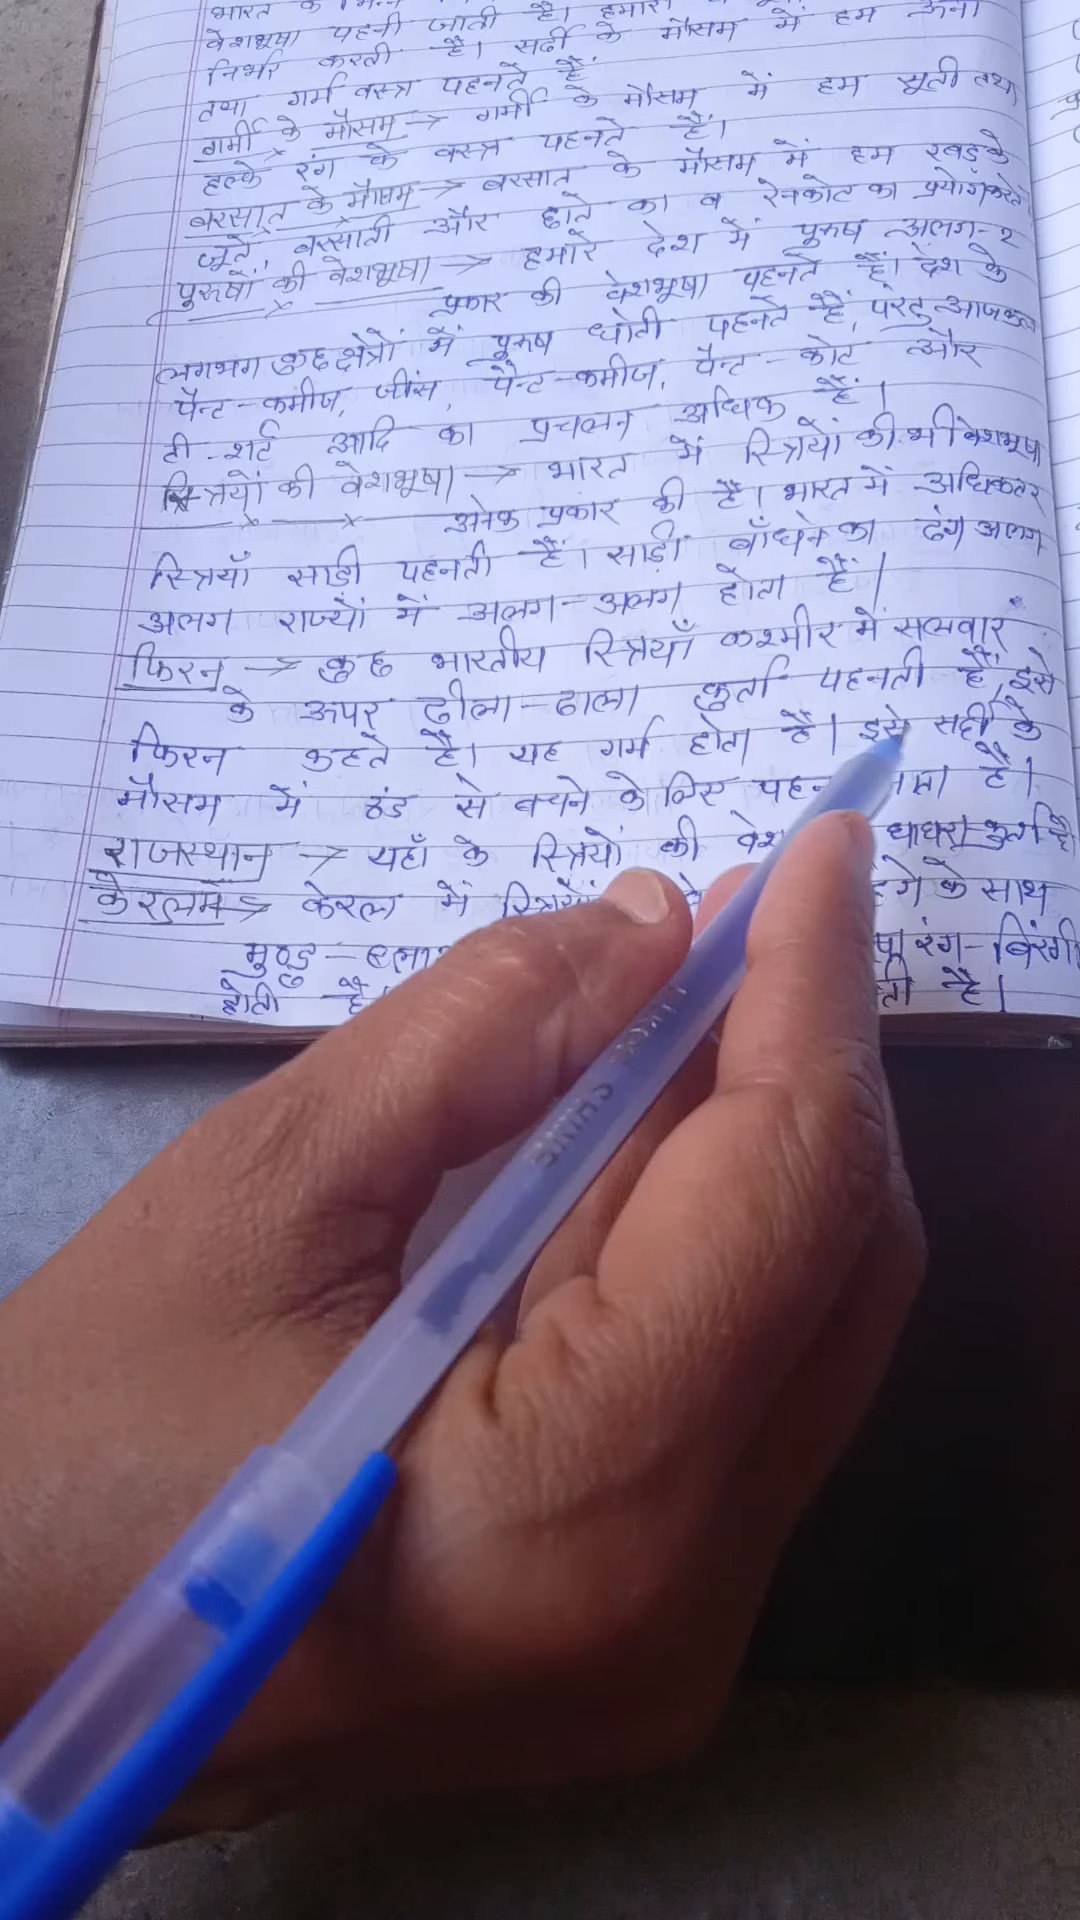 भारत के भिन्न
वेशभूषा पहनी जाती है। हमारी
निर्भर करती है। सर्दी के मौसम में हम ऊनी
तथा गर्म वस्त्र पहनते हैं
गर्मी के मौसम → गर्मी के मौसम में हम सूती तथा
हल्के रंग के वस्त्र पहनते हैं।
बरसात के मौसम → बरसात के मौसम में हम रबड़ के
जूते, बरसाती और छाते का व रेनकोट का प्रयोग करते
पुरुषों की वेशभूषा → हमारे देश में पुरुष अलग-२
प्रकार की वेशभूषा पहनते हैं। देश के
लगभग कुछ क्षेत्रों में पुरुष धोती पहनते हैं, परंतु आजकल
पैन्ट-कमीज, जींस, पैन्ट-कमीज, पैन्ट-कोट और
टी-शर्ट आदि का प्रचलन अधिक हैं।
स्त्रियों की वेशभूषा → भारत में स्त्रियों की भी वेशभूषा
अनेक प्रकार की है। भारत में अधिकतर
स्त्रियाँ साड़ी पहनती हैं। साड़ी बाँधने का ढंग अलग
अलग राज्यों में अलग-अलग होता हैं।
फिरन → कुछ भारतीय स्त्रियाँ कश्मीर में सलवार
के ऊपर ढीला-ढाला कुर्ता पहनती हैं, इसे
फिरन कहते हैं। यह गर्म होता है। इसे सर्दी के
मौसम में ठंड से बचने के लिए पहन जाता है।
राजस्थान → यहाँ के स्त्रियों की वेश घाघरा-कुर्ता है।
केरलम → केरल में स्त्रियों के साथ
मुण्डु - रंग-बिरंगी
होती है। ती है।